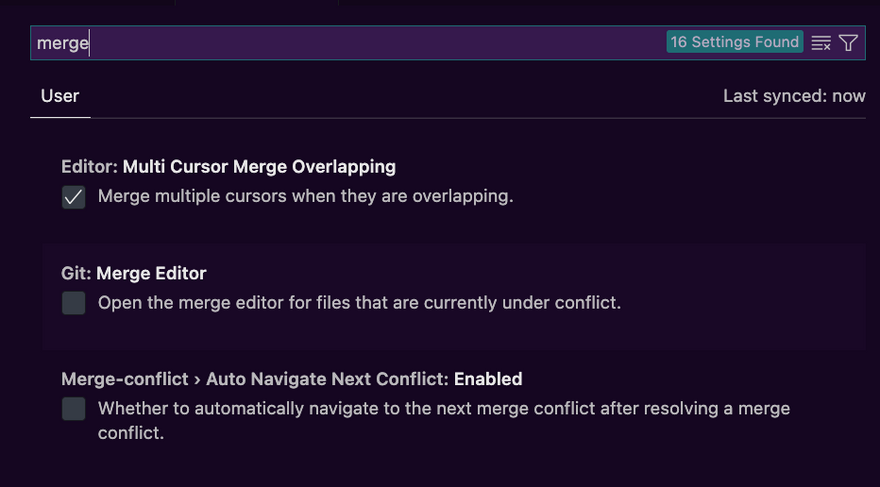 merge
16 Settings Found
User
Last synced: now
Editor: Multi Cursor Merge Overlapping
Merge multiple cursors when they are overlapping.
Git: Merge Editor
Open the merge editor for files that are currently under conflict.
Merge-conflict › Auto Navigate Next Conflict: Enabled
Whether to automatically navigate to the next merge conflict after resolving a merge
conflict.